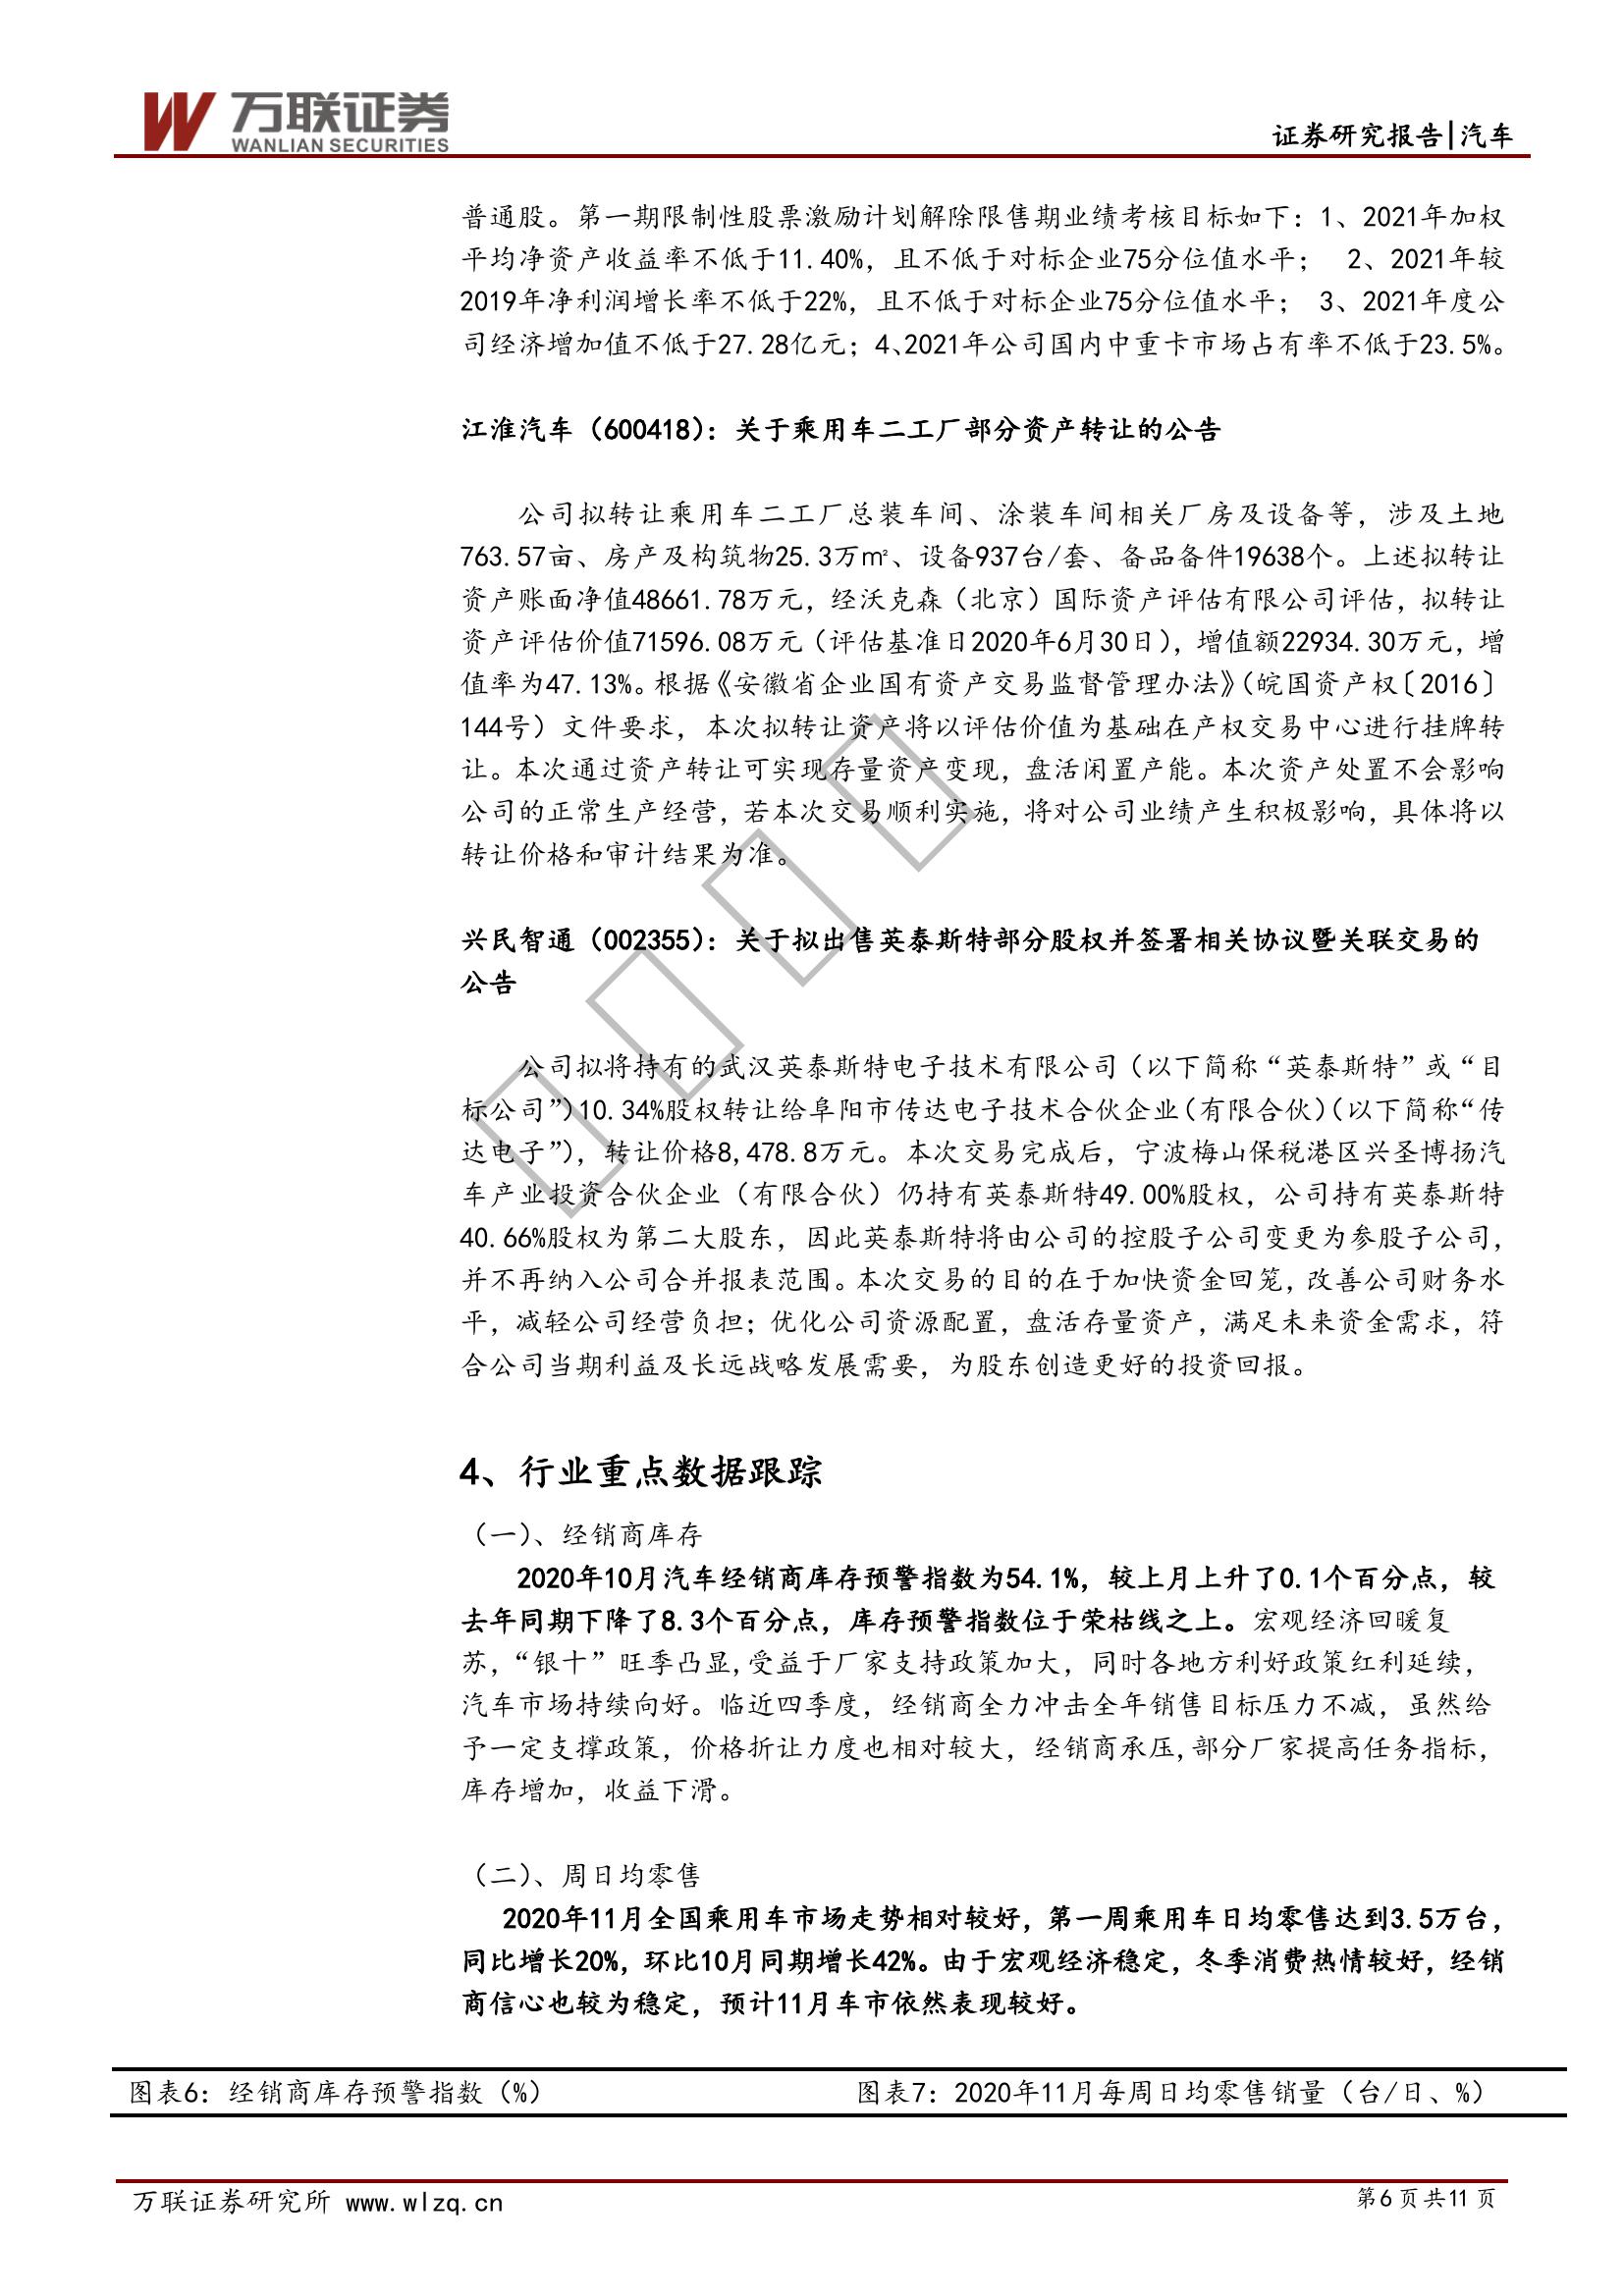 万联证券
WANLIAN SECURITIES
证券研究报告|汽车
普通股。第一期限制性股票激励计划解除限售期业绩考核目标如下：1、2021年加权
平均净资产收益率不低于11.40%，且不低于对标企业75分位值水平； 2、2021年较
2019年净利润增长率不低于22%，且不低于对标企业75分位值水平； 3、2021年度公
司经济增加值不低于27.28亿元；4、2021年公司国内中重卡市场占有率不低于23.5%。
江淮汽车（600418）：关于乘用车二工厂部分资产转让的公告
公司拟转让乘用车二工厂总装车间、涂装车间相关厂房及设备等，涉及土地
763.57亩、房产及构筑物25.3万㎡、设备937台/套、备品备件19638个。上述拟转让
资产账面净值48661.78万元，经沃克森（北京）国际资产评估有限公司评估，拟转让
资产评估价值71596.08万元（评估基准日2020年6月30日），增值额22934.30万元，增
值率为47.13%。根据《安徽省企业国有资产交易监督管理办法》（皖国资产权〔2016〕
144号）文件要求，本次拟转让资产将以评估价值为基础在产权交易中心进行挂牌转
让。本次通过资产转让可实现存量资产变现，盘活闲置产能。本次资产处置不会影响
公司的正常生产经营，若本次交易顺利实施，将对公司业绩产生积极影响，具体将以
转让价格和审计结果为准。
兴民智通（002355）：关于拟出售英泰斯特部分股权并签署相关协议暨关联交易的
公告
公司拟将持有的武汉英泰斯特电子技术有限公司（以下简称“英泰斯特”或“目
标公司”）10.34%股权转让给阜阳市传达电子技术合伙企业（有限合伙）（以下简称“传
达电子”），转让价格8,478.8万元。本次交易完成后，宁波梅山保税港区兴圣博扬汽
车产业投资合伙企业（有限合伙）仍持有英泰斯特49.00%股权，公司持有英泰斯特
40.66%股权为第二大股东，因此英泰斯特将由公司的控股子公司变更为参股子公司，
并不再纳入公司合并报表范围。本次交易的目的在于加快资金回笼，改善公司财务水
平，减轻公司经营负担；优化公司资源配置，盘活存量资产，满足未来资金需求，符
合公司当期利益及长远战略发展需要，为股东创造更好的投资回报。
4、行业重点数据跟踪
（一）、经销商库存
2020年10月汽车经销商库存预警指数为54.1%，较上月上升了0.1个百分点，较
去年同期下降了8.3个百分点，库存预警指数位于荣枯线之上。宏观经济回暖复
苏，“银十”旺季凸显,受益于厂家支持政策加大，同时各地方利好政策红利延续，
汽车市场持续向好。临近四季度，经销商全力冲击全年销售目标压力不减，虽然给
予一定支撑政策，价格折让力度也相对较大，经销商承压,部分厂家提高任务指标，
库存增加，收益下滑。
（二）、周日均零售
2020年11月全国乘用车市场走势相对较好，第一周乘用车日均零售达到3.5万台，
同比增长20%，环比10月同期增长42%。由于宏观经济稳定，冬季消费热情较好，经销
商信心也较为稳定，预计11月车市依然表现较好。
图表6：经销商库存预警指数（%）
图表7：2020年11月每周日均零售销量（台/日、%）
万联证券研究所 www.wlzq.cn
第6页共11页